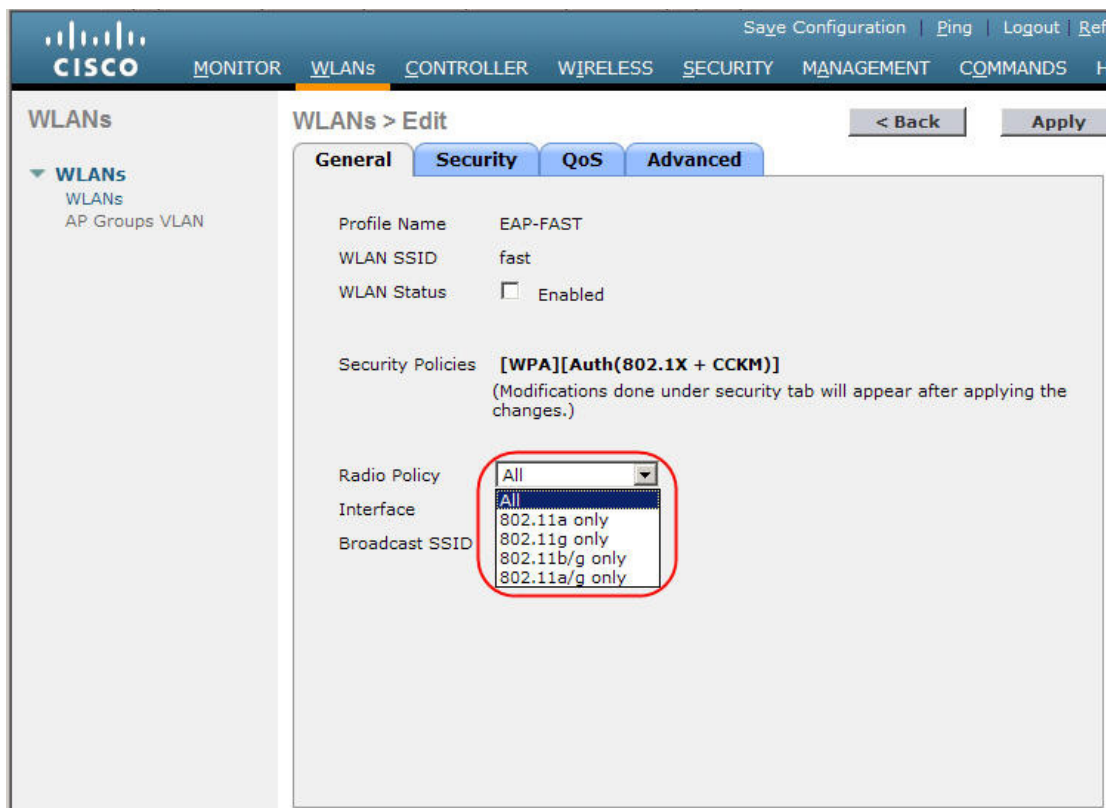 Save Configuration | Ping | Logout | Ref
CISCO MONITOR WLANs CONTROLLER WIRELESS SECURITY MANAGEMENT COMMANDS H
WLANs
WLANs > Edit
< Back
Apply
General Security QoS Advanced
WLANs
WLANs
AP Groups VLAN
Profile Name EAP-FAST
WLAN SSID fast
WLAN Status Enabled
Security Policies [WPA][Auth(802.1X + CCKM)]
(Modifications done under security tab will appear after applying the
changes.)
Radio Policy All
Interface
Broadcast SSID
All
802.11a only
802.11g only
802.11b/g only
802.11a/g only